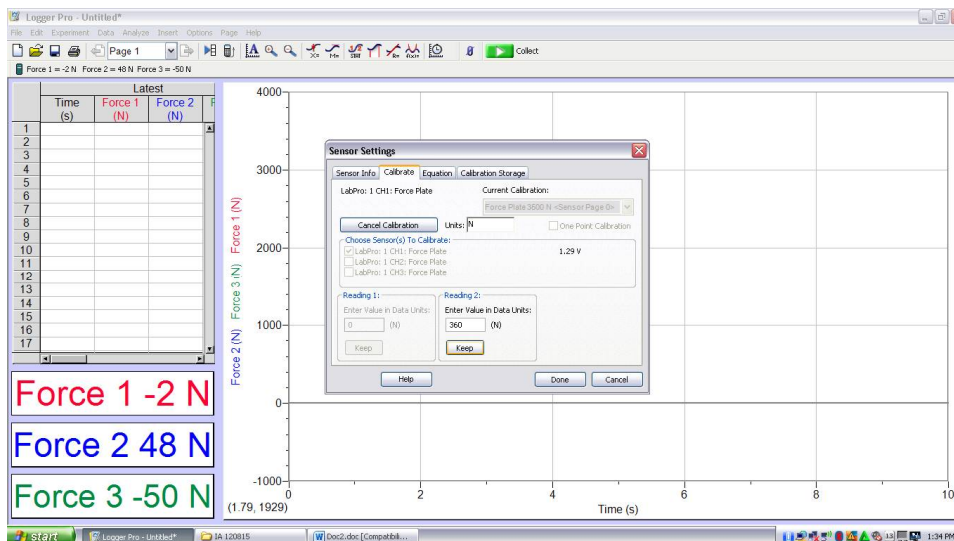 Logger Pro - Untitled*
File Edit Experiment Data Analyze Insert Options Page Help
Page 1
Collect
Force 1 = -2 N Force 2 = 48 N Force 3 = -50 N
Latest
Time (s)
Force 1 (N)
Force 2 (N)
F
1
2
3
4
5
6
7
8
9
10
11
12
13
14
15
16
17
Force 1 -2 N
Force 2 48 N
Force 3 -50 N
Force 2 (N) Force 3 (N) Force 1 (N)
4000
3000
2000
1000
0
-1000
0 2 4 6 8 10
(1.79, 1929)
Time (s)
Sensor Settings
Sensor Info Calibrate Equation Calibration Storage
LabPro: 1 CH1: Force Plate
Current Calibration:
Force Plate 3600 N <Sensor Page 0>
Cancel Calibration
Units: N
One Point Calibration
Choose Sensor(s) To Calibrate:
LabPro: 1 CH1: Force Plate 1.29 V
LabPro: 1 CH2: Force Plate
LabPro: 1 CH3: Force Plate
Reading 1:
Enter Value in Data Units:
0 (N)
Keep
Reading 2:
Enter Value in Data Units:
360 (N)
Keep
Help
Done
Cancel
start
Logger Pro - Untitled*
IA 120815
Doc2.doc [Compatibili...
13
1:34 PM